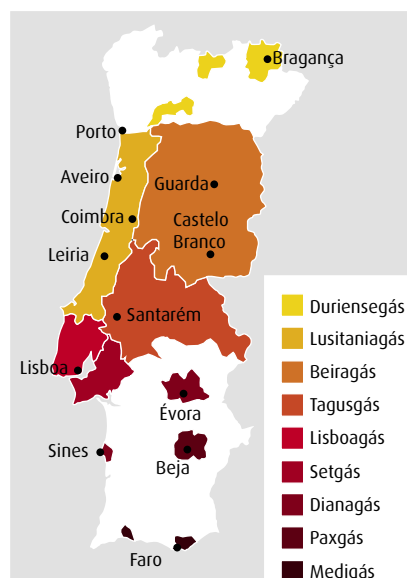 Bragança
Porto
Aveiro
Guarda
Coimbra
Castelo
Branco
Leiria
Santarém
Lisboa
Évora
Sines
Beja
Faro
Duriensegás
Lusitaniagás
Beiragás
Tagusgás
Lisboagás
Setgás
Dianagás
Paxgás
Medigás